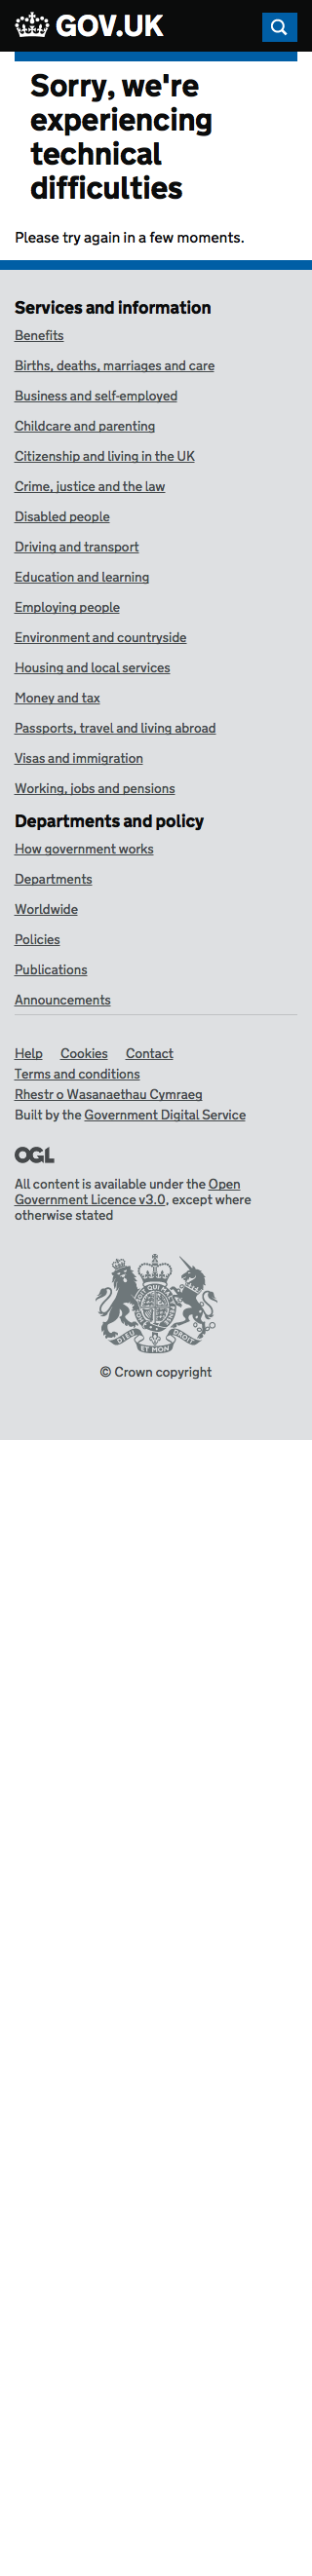 GOV.UK
Sorry, we're
experiencing
technical
difficulties
Please try again in a few moments.
Services and information
Benefits
Births, deaths, marriages and care
Business and self-employed
Childcare and parenting
Citizenship and living in the UK
Crime, justice and the law
Disabled people
Driving and transport
Education and learning
Employing people
Environment and countryside
Housing and local services
Money and tax
Passports, travel and living abroad
Visas and immigration
Working, jobs and pensions
Departments and policy
How government works
Departments
Worldwide
Policies
Publications
Announcements
Help Cookies Contact
Terms and conditions
Rhestr o Wasanaethau Cymraeg
Built by the Government Digital Service
OGL
All content is available under the Open
Government Licence v3.0, except where
otherwise stated
DIEU ET MON DROIT
© Crown copyright